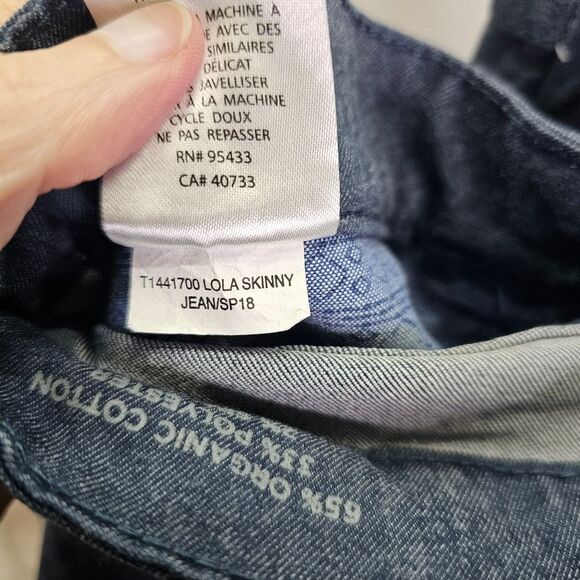 MACHINE À
E AVEC DES
SIMILAIRES
DÉLICAT
JAVELLISER
À LA MACHINE
CYCLE DOUX
NE PAS REPASSER
RN# 95433
CA# 40733
T1441700 LOLA SKINNY
JEAN/SP18
65% ORGANIC COTTON
33% POLYESTER